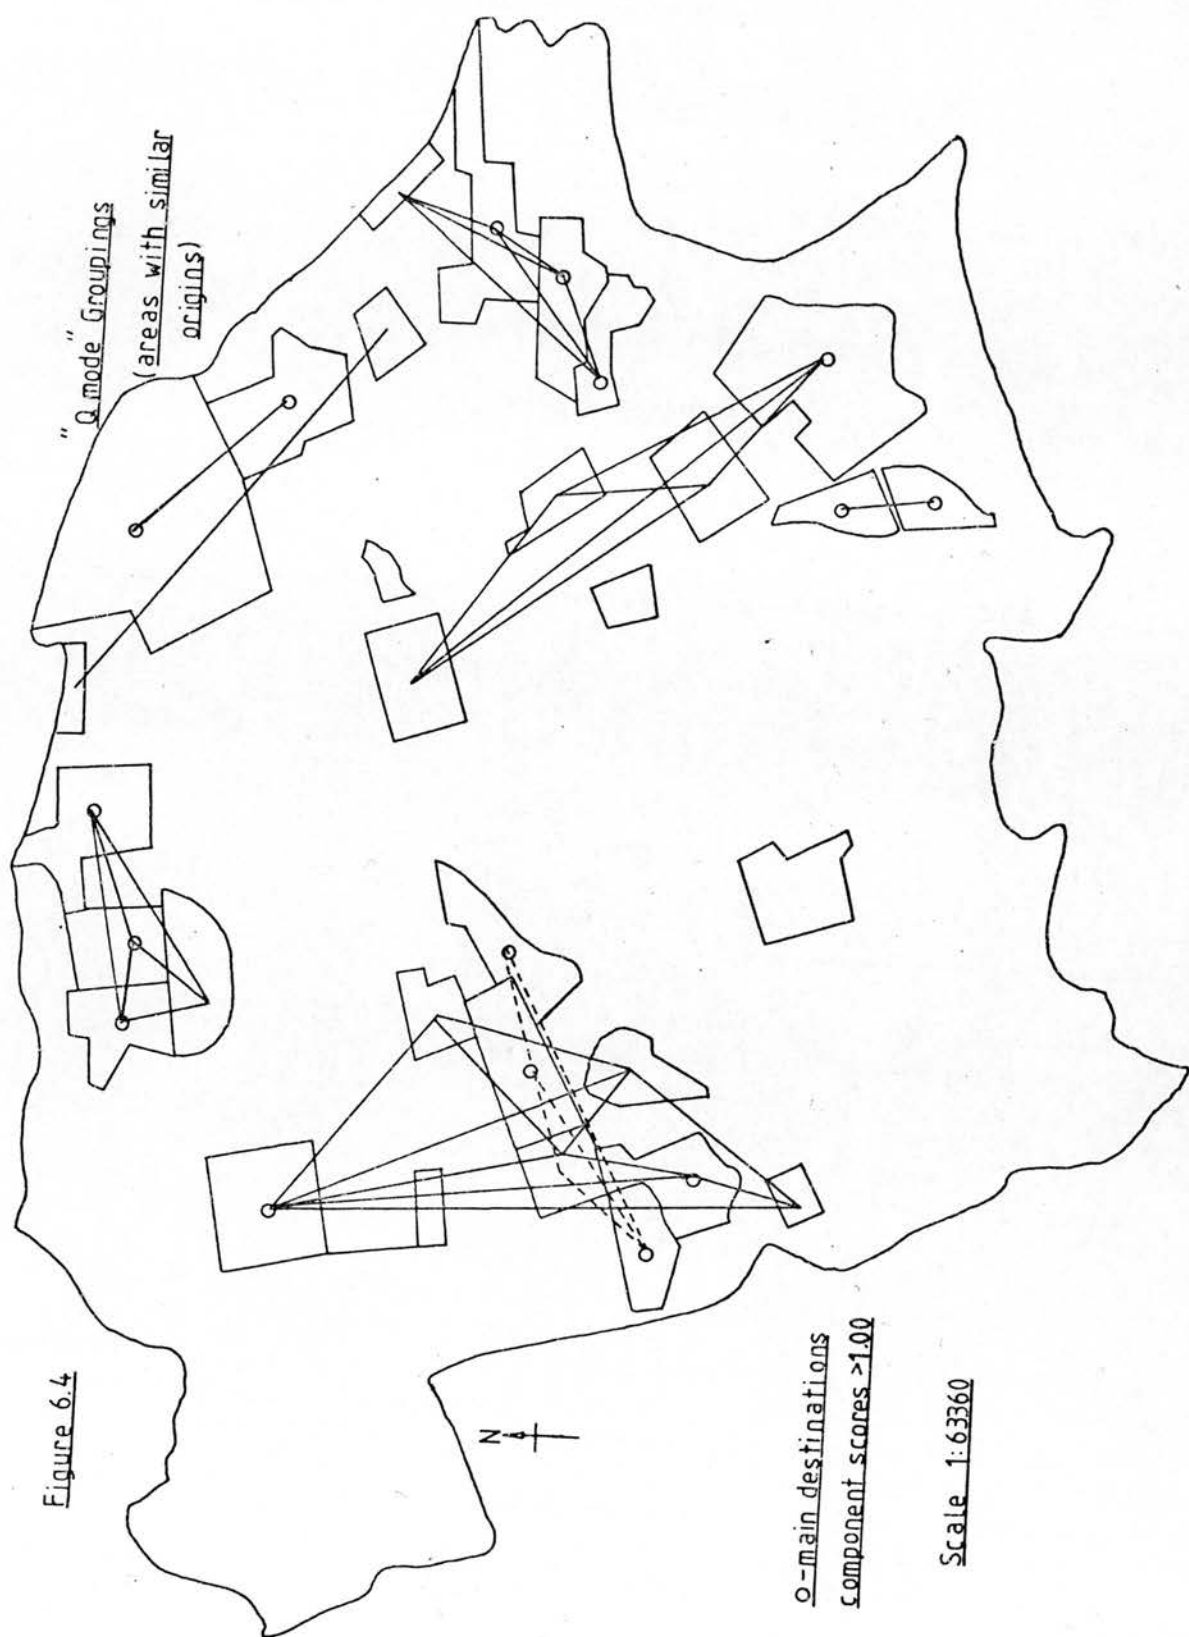 Figure 6.4
"Q mode" Groupings
(areas with similar
origins)
N
o-main destinations
component scores >1.00
Scale 1:63360